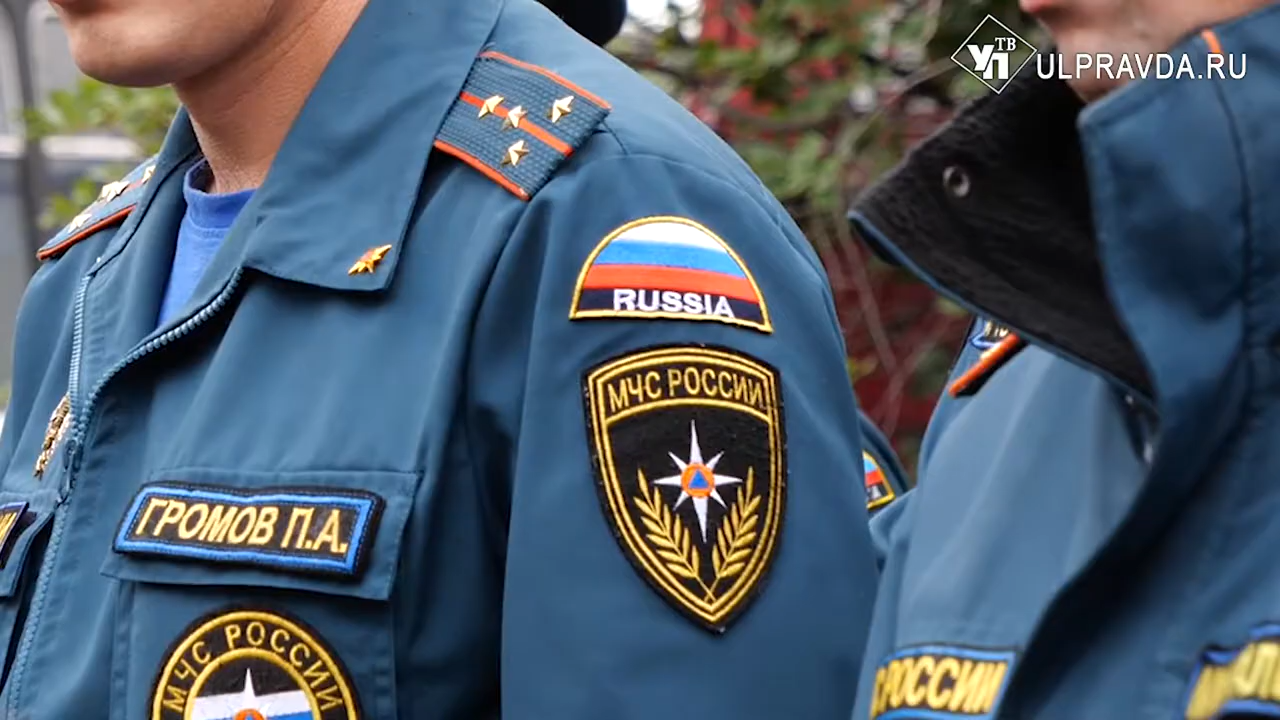 УП ТВ
ULPRAVDA.RU
RUSSIA
МЧС РОССИИ
ГРОМОВ П.А.
МЧС РОССИИ
РОССИИ